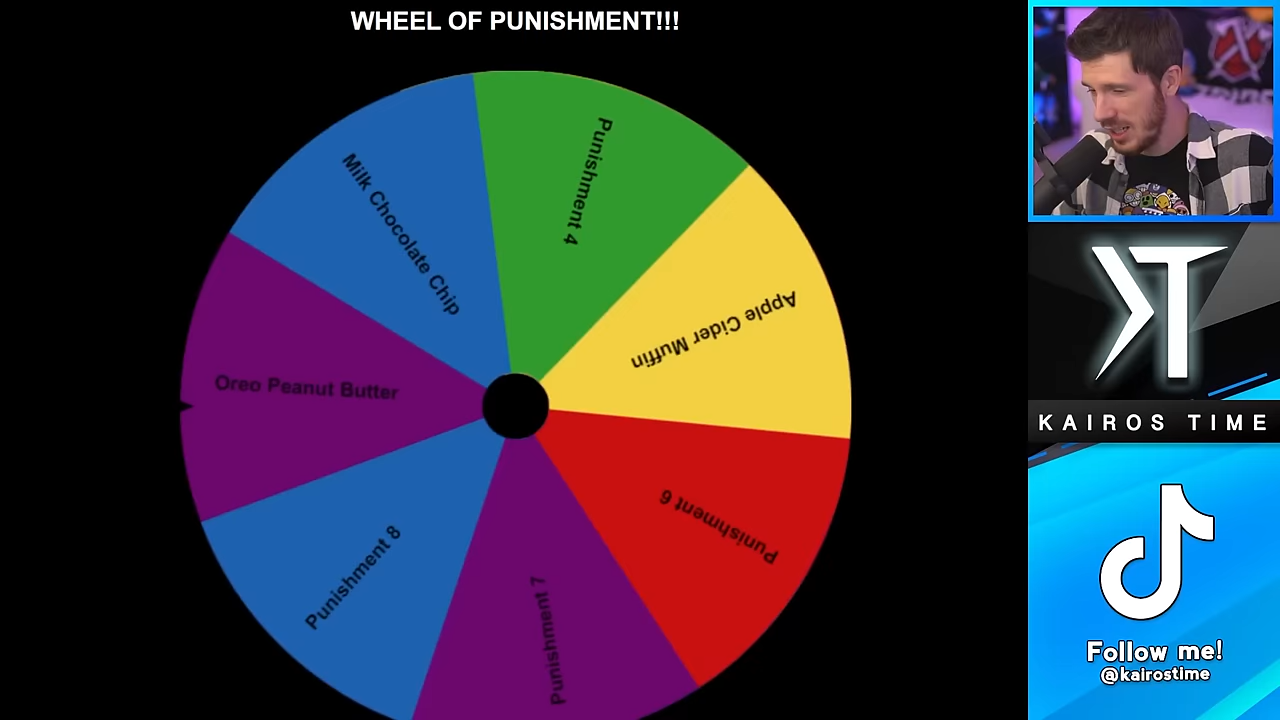 WHEEL OF PUNISHMENT!!!
Punishment 4
Milk Chocolate Chip
Apple Cider Muffin
Oreo Peanut Butter
Punishment 6
Punishment 8
Punishment 7
KT
KAIROS TIME
Follow me!
@kairostime